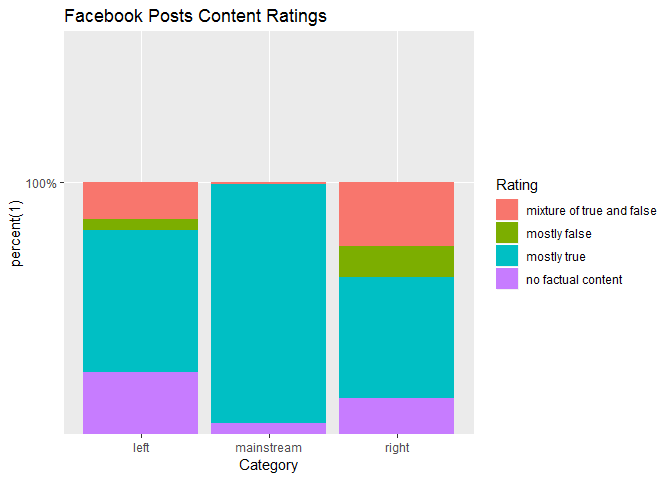 Facebook Posts Content Ratings
100%
percent(1)
left
mainstream
right
Category
Rating
mixture of true and false
mostly false
mostly true
no factual content